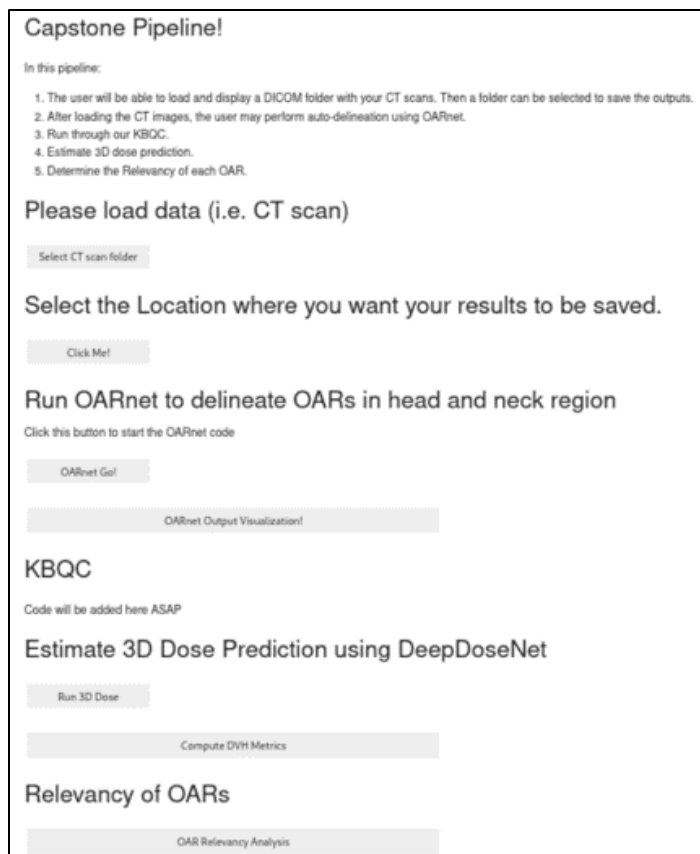 Capstone Pipeline!
In this pipeline:
1. The user will be able to load and display a DICOM folder with your CT scans. Then a folder can be selected to save the outputs.
2. After loading the CT images, the user may perform auto-delineation using OARnet.
3. Run through our KBQC.
4. Estimate 3D dose prediction.
5. Determine the Relevancy of each OAR.
Please load data (i.e. CT scan)
Select CT scan folder
Select the Location where you want your results to be saved.
Click Me!
Run OARnet to delineate OARs in head and neck region
Click this button to start the OARnet code
OARnet Go!
OARnet Output Visualization!
KBQC
Code will be added here ASAP
Estimate 3D Dose Prediction using DeepDoseNet
Run 3D Dose
Compute DVH Metrics
Relevancy of OARs
OAR Relevancy Analysis